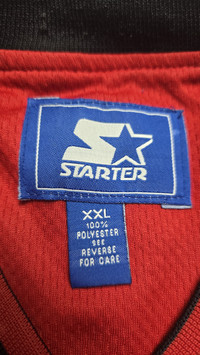 STARTER
XXL
100%
POLYESTER
SEE
REVERSE
FOR CARE